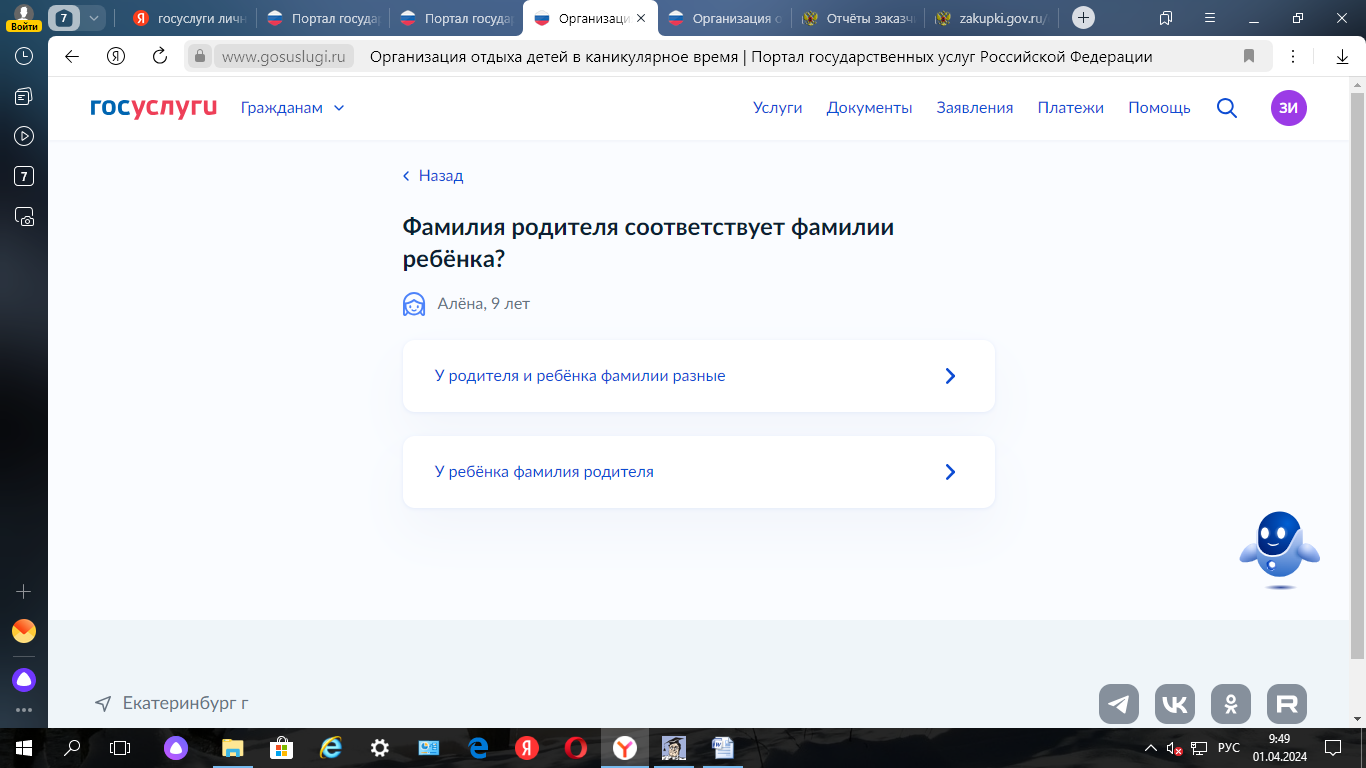 Войти
7
госуслуги личн
Портал государ
Портал государ
Организаци
Организация о
Отчёты заказч
zakupki.gov.ru/
www.gosuslugi.ru
Организация отдыха детей в каникулярное время | Портал государственных услуг Российской Федерации
7
госуслуги
Гражданам
Услуги
Документы
Заявления
Платежи
Помощь
ЗИ
Назад
Фамилия родителя соответствует фамилии
ребёнка?
Алёна, 9 лет
У родителя и ребёнка фамилии разные
У ребёнка фамилия родителя
Екатеринбург г
РУС
9:49
01.04.2024